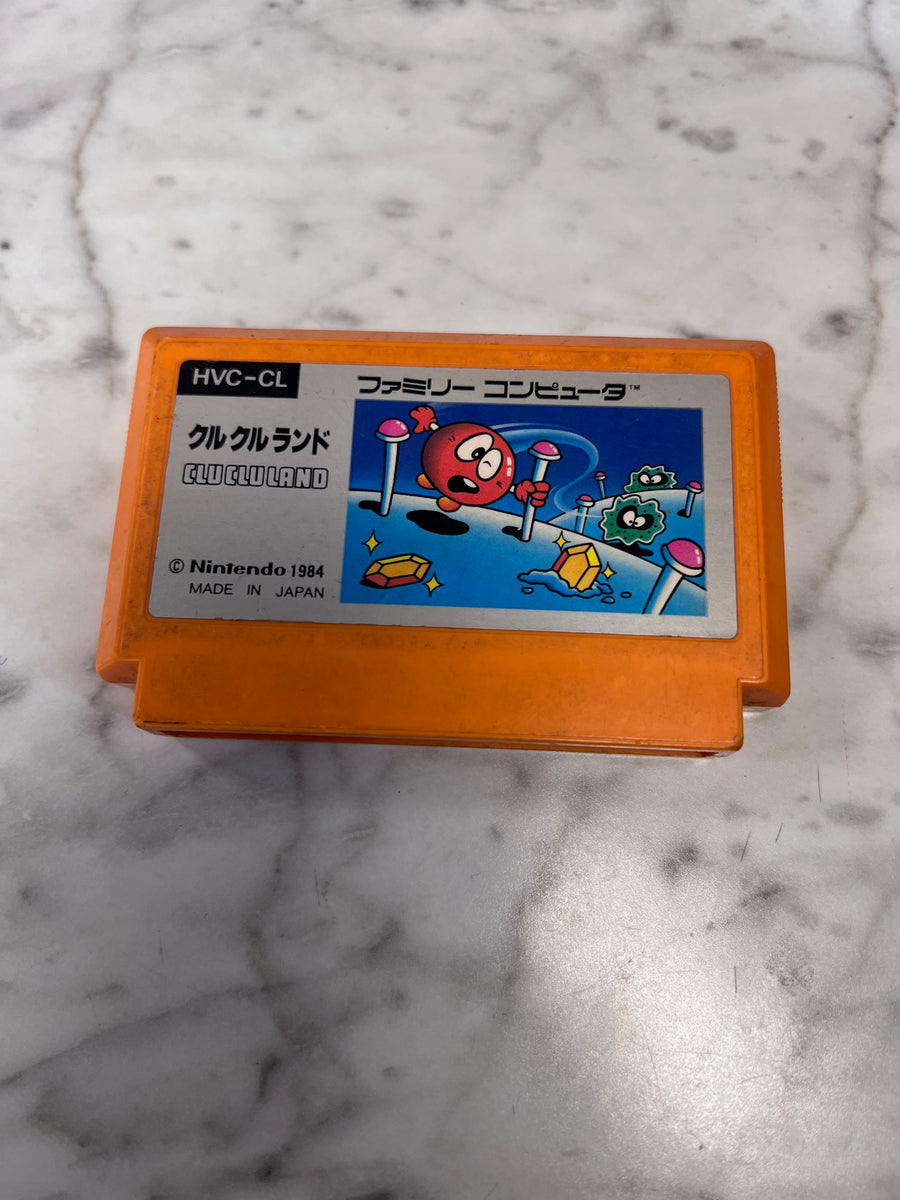 HVC-CL
ファミリー コンピュータ™
クルクルランド
CLU CLU LAND
© Nintendo 1984
MADE IN JAPAN